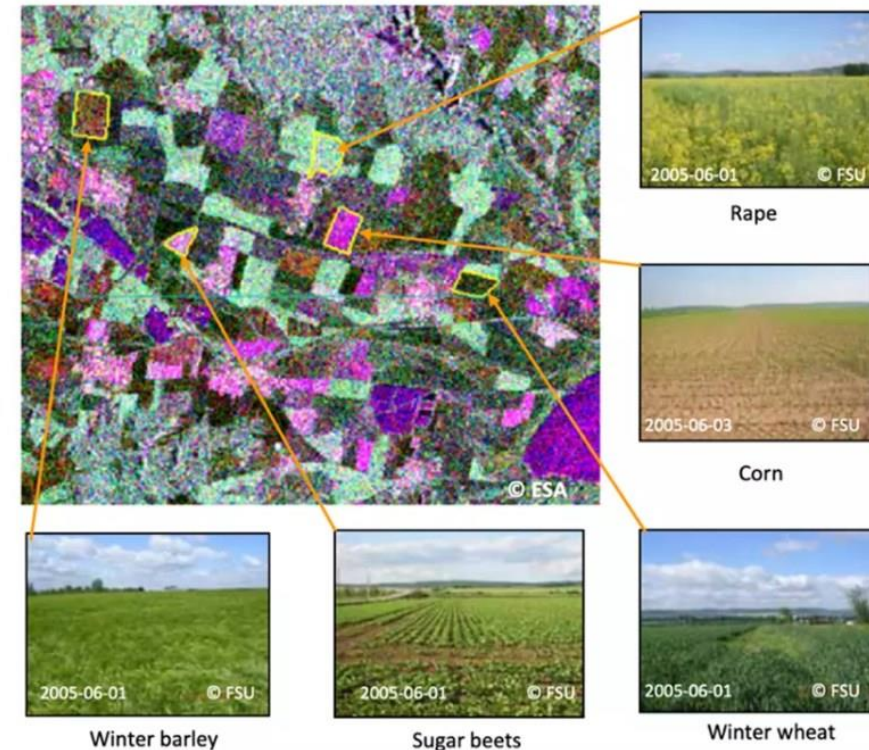 2005-06-01 © FSU
Rape
2005-06-03 © FSU
Corn
© ESA
2005-06-01 © FSU
Winter barley
2005-06-01 © FSU
Sugar beets
2005-06-01 © FSU
Winter wheat